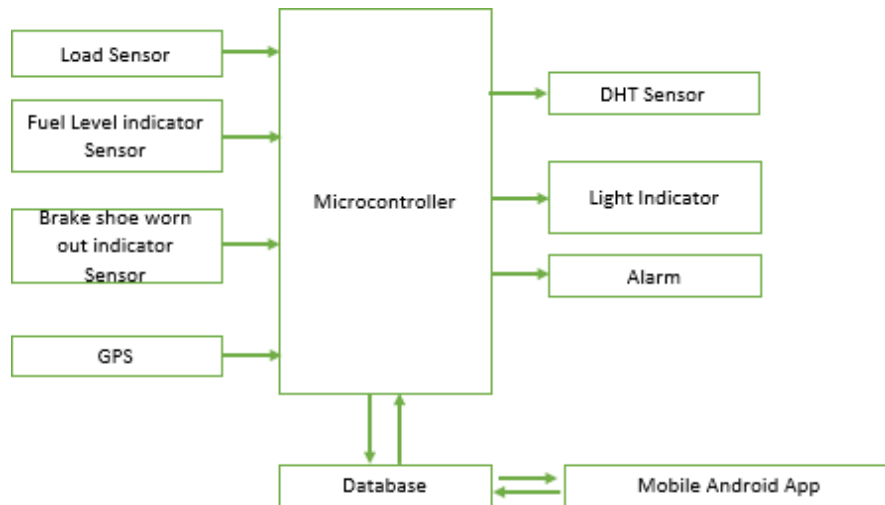 Load Sensor
Fuel Level indicator
Sensor
Brake shoe worn
out indicator
Sensor
GPS
Microcontroller
DHT Sensor
Light Indicator
Alarm
Database
Mobile Android App